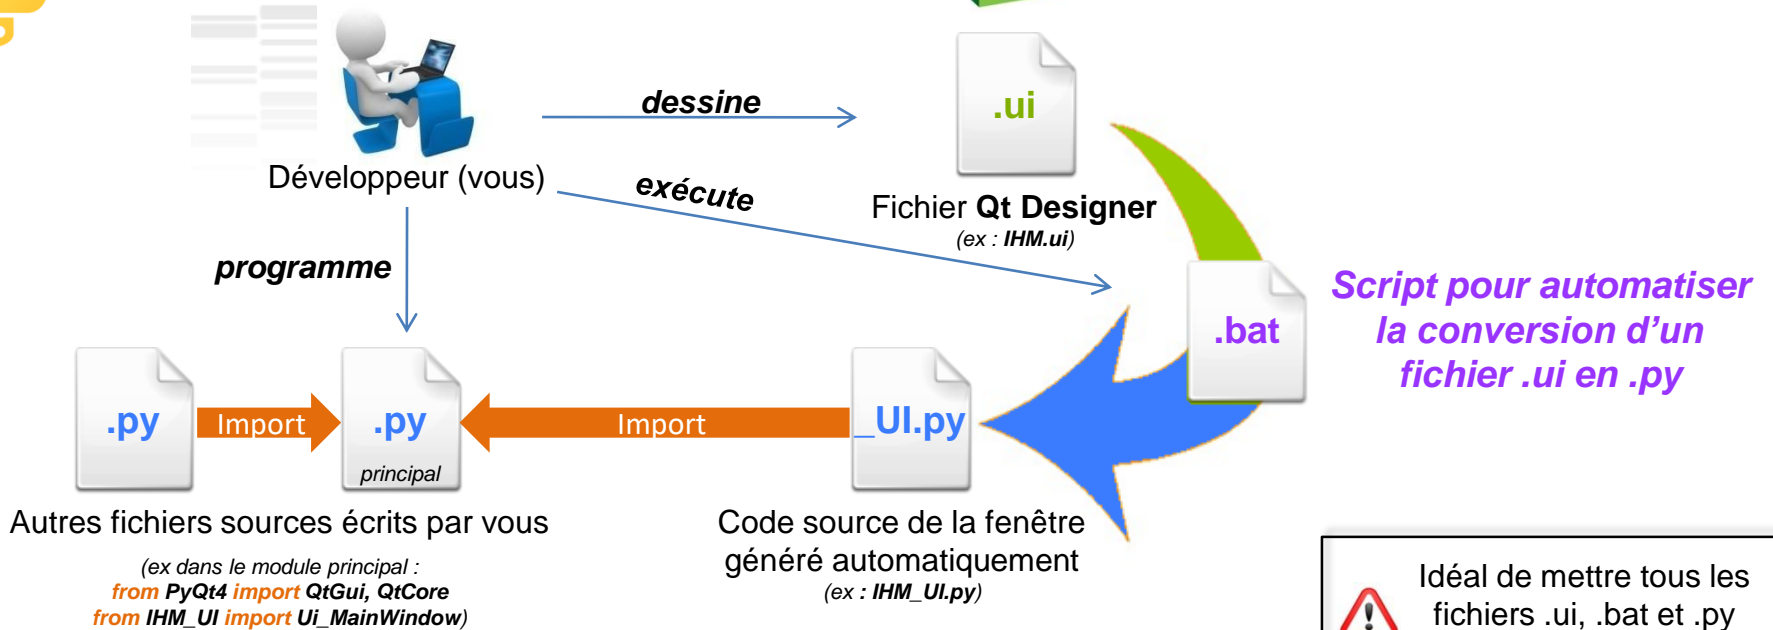 dessine
.ui
Développeur (vous)
exécute
Fichier Qt Designer
(ex : IHM.ui)
programme
.bat
Script pour automatiser
la conversion d’un
fichier .ui en .py
.py
Import
.py
principal
Import
_UI.py
Autres fichiers sources écrits par vous
(ex dans le module principal :
from PyQt4 import QtGui, QtCore
from IHM_UI import Ui_MainWindow)
Code source de la fenêtre
généré automatiquement
(ex : IHM_UI.py)
Idéal de mettre tous les
fichiers .ui, .bat et .py